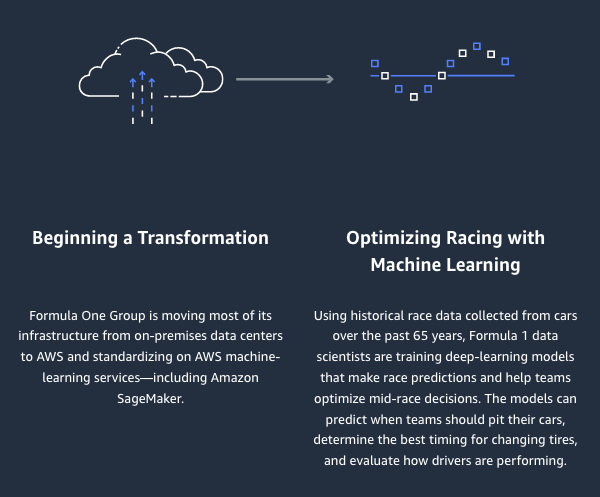 Beginning a Transformation
Formula One Group is moving most of its
infrastructure from on-premises data centers
to AWS and standardizing on AWS machine-
learning services—including Amazon
SageMaker.
Optimizing Racing with
Machine Learning
Using historical race data collected from cars
over the past 65 years, Formula 1 data
scientists are training deep-learning models
that make race predictions and help teams
optimize mid-race decisions. The models can
predict when teams should pit their cars,
determine the best timing for changing tires,
and evaluate how drivers are performing.